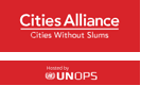 Cities Alliance
Cities Without Slums
Hosted by
UNOPS